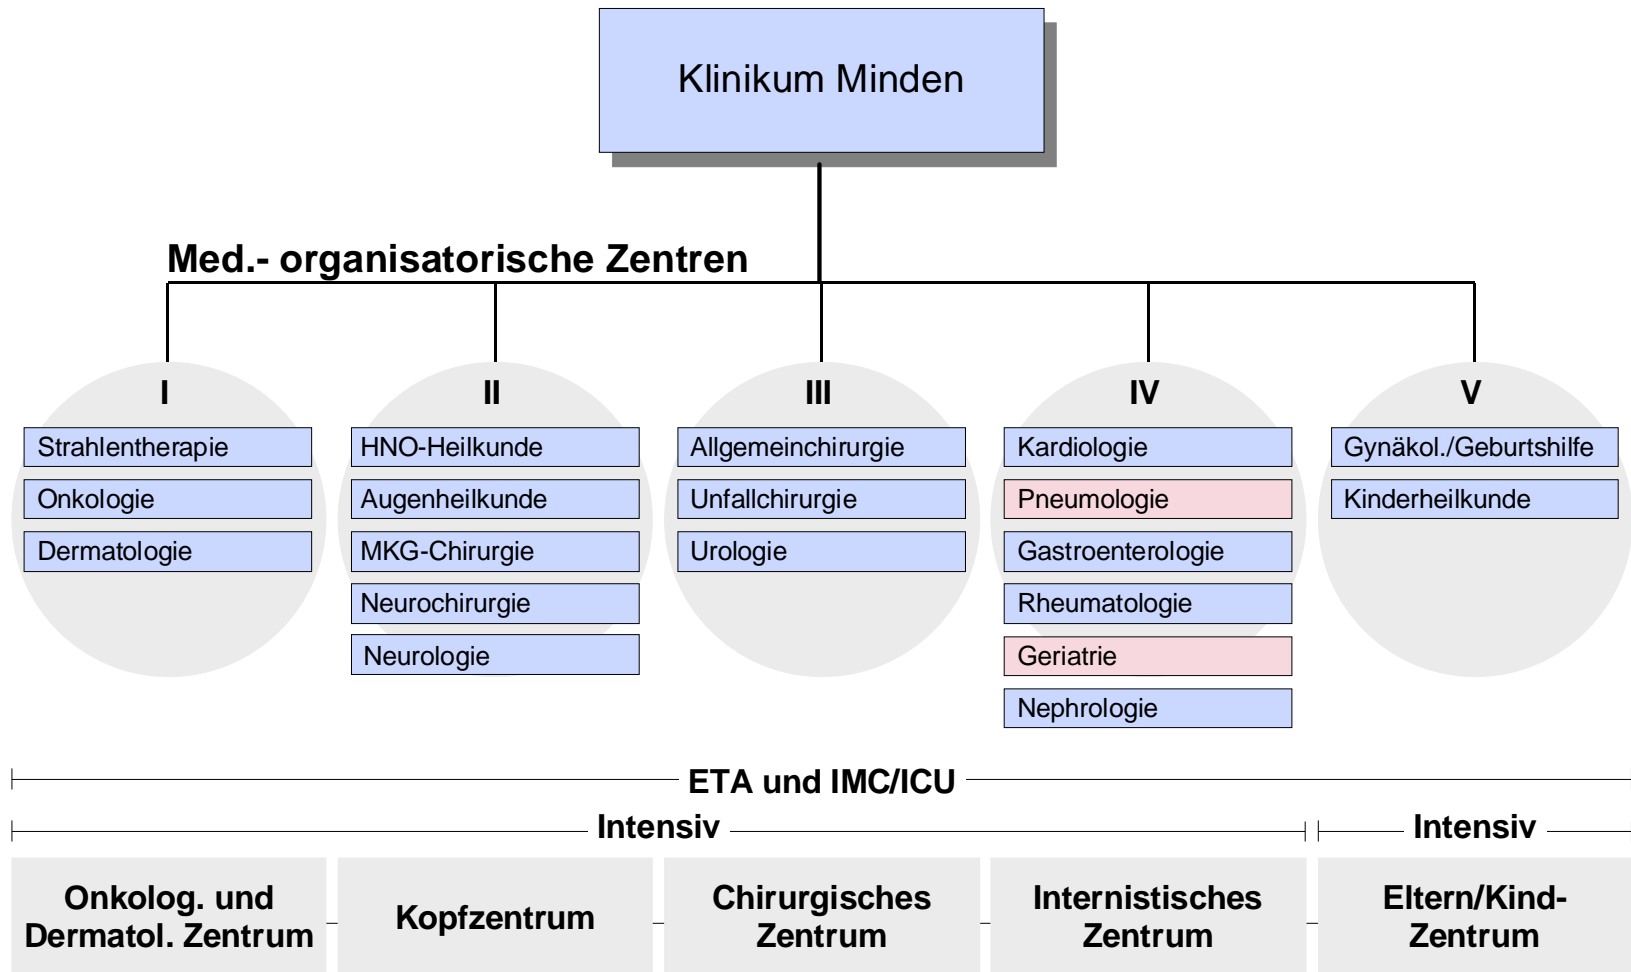 Klinikum Minden
Med.- organisatorische Zentren
I
Strahlentherapie
Onkologie
Dermatologie
II
HNO-Heilkunde
Augenheilkunde
MKG-Chirurgie
Neurochirurgie
Neurologie
III
Allgemeinchirurgie
Unfallchirurgie
Urologie
IV
Kardiologie
Pneumologie
Gastroenterologie
Rheumatologie
Geriatrie
Nephrologie
V
Gynäkol./Geburtshilfe
Kinderheilkunde
ETA und IMC/ICU
Intensiv
Intensiv
Onkolog. und
Dermatol. Zentrum
Kopfzentrum
Chirurgisches
Zentrum
Internistisches
Zentrum
Eltern/Kind-
Zentrum